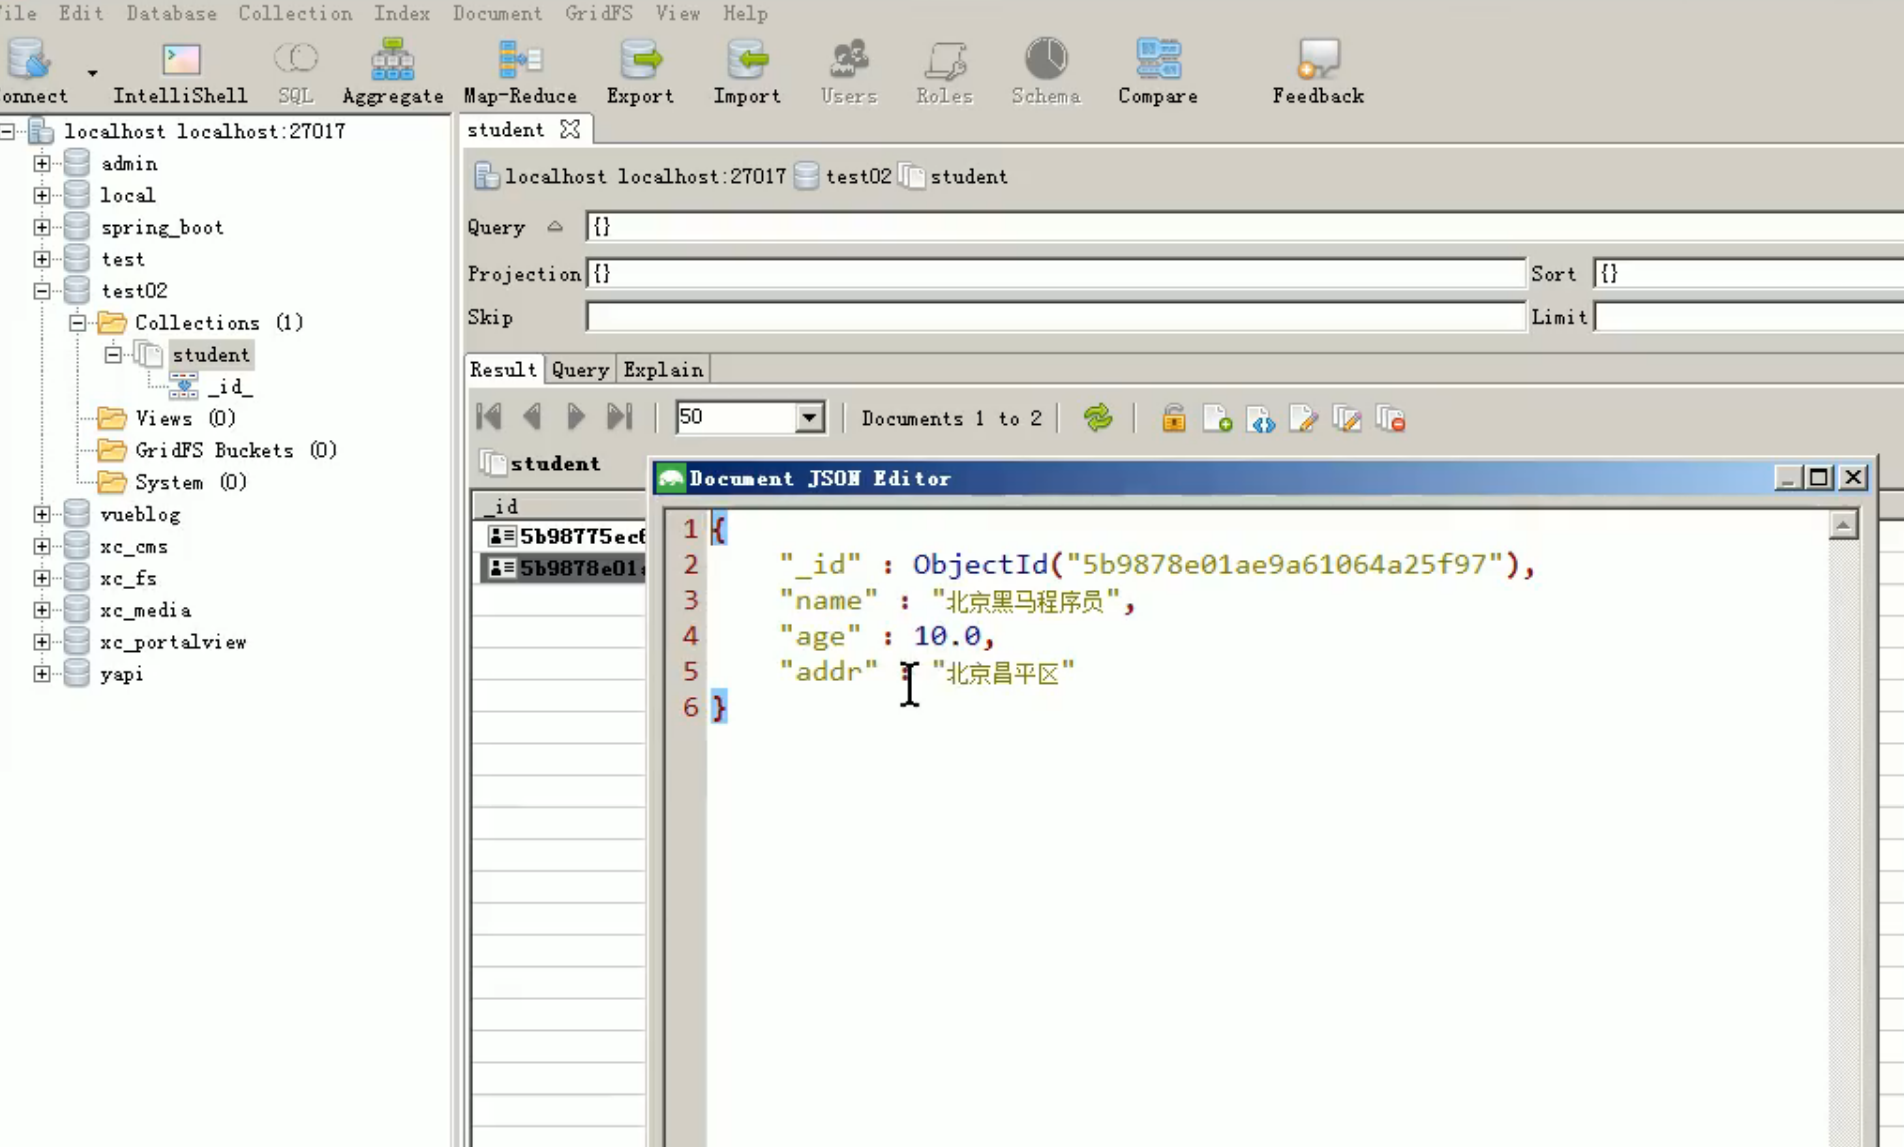 File Edit Database Collection Index Document GridFS View Help
Connect IntelliShell SQL Aggregate Map-Reduce Export Import Users Roles Schema Compare Feedback
localhost localhost:27017
admin
local
spring_boot
test
test02
Collections (1)
student
_id_
Views (0)
GridFS Buckets (0)
System (0)
vueblog
xc_cms
xc_fs
xc_media
xc_portalview
yapi
student
localhost localhost:27017 test02 student
Query {}
Projection {} Sort {}
Skip Limit
Result Query Explain
50 Documents 1 to 2
student
_id
5b98775ec6
5b9878e01
Document JSON Editor
1 {
2 "_id" : ObjectId("5b9878e01ae9a61064a25f97"),
3 "name" : "北京黑马程序员",
4 "age" : 10.0,
5 "addr" : "北京昌平区"
6 }